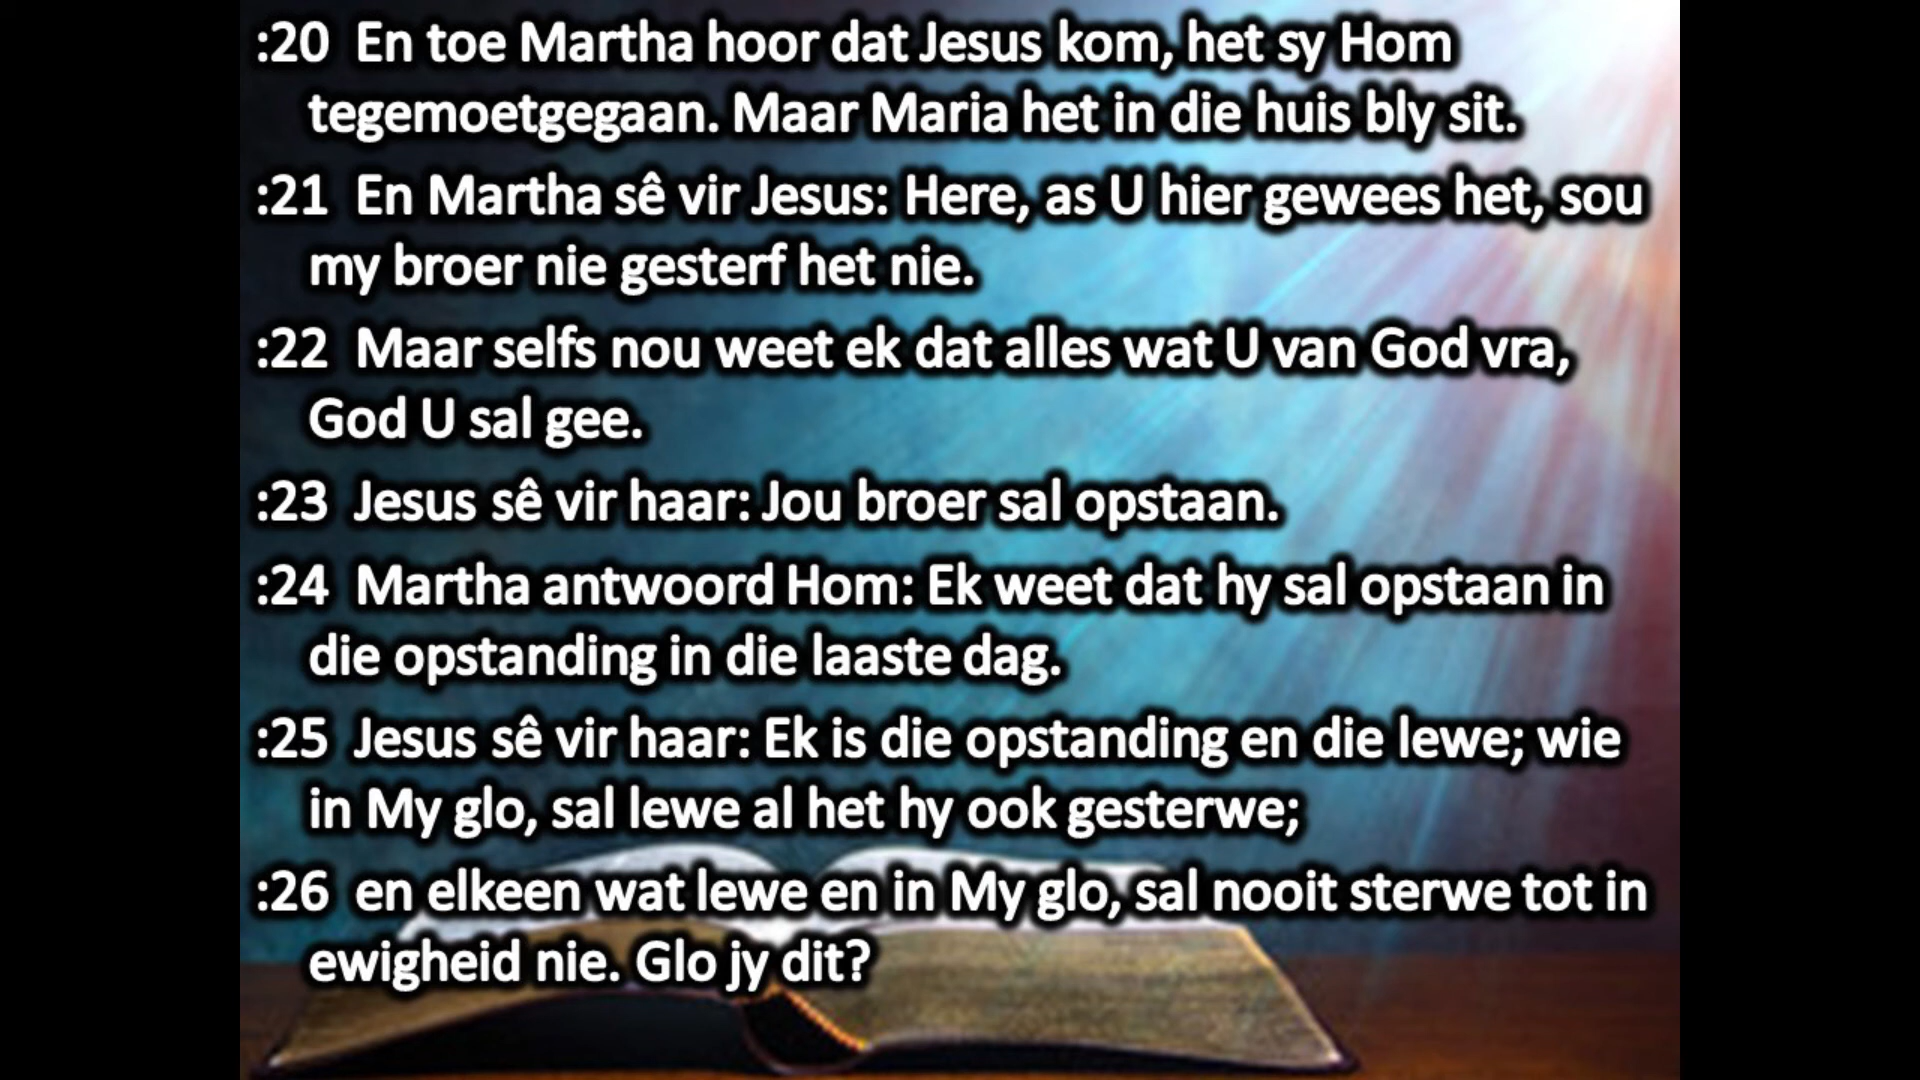 :20 En toe Martha hoor dat Jesus kom, het sy Hom
tegemoetgegaan. Maar Maria het in die huis bly sit.
:21 En Martha sê vir Jesus: Here, as U hier gewees het, sou
my broer nie gesterf het nie.
:22 Maar selfs nou weet ek dat alles wat U van God vra,
God U sal gee.
:23 Jesus sê vir haar: Jou broer sal opstaan.
:24 Martha antwoord Hom: Ek weet dat hy sal opstaan in
die opstanding in die laaste dag.
:25 Jesus sê vir haar: Ek is die opstanding en die lewe; wie
in My glo, sal lewe al het hy ook gesterwe;
:26 en elkeen wat lewe en in My glo, sal nooit sterwe tot in
ewigheid nie. Glo jy dit?